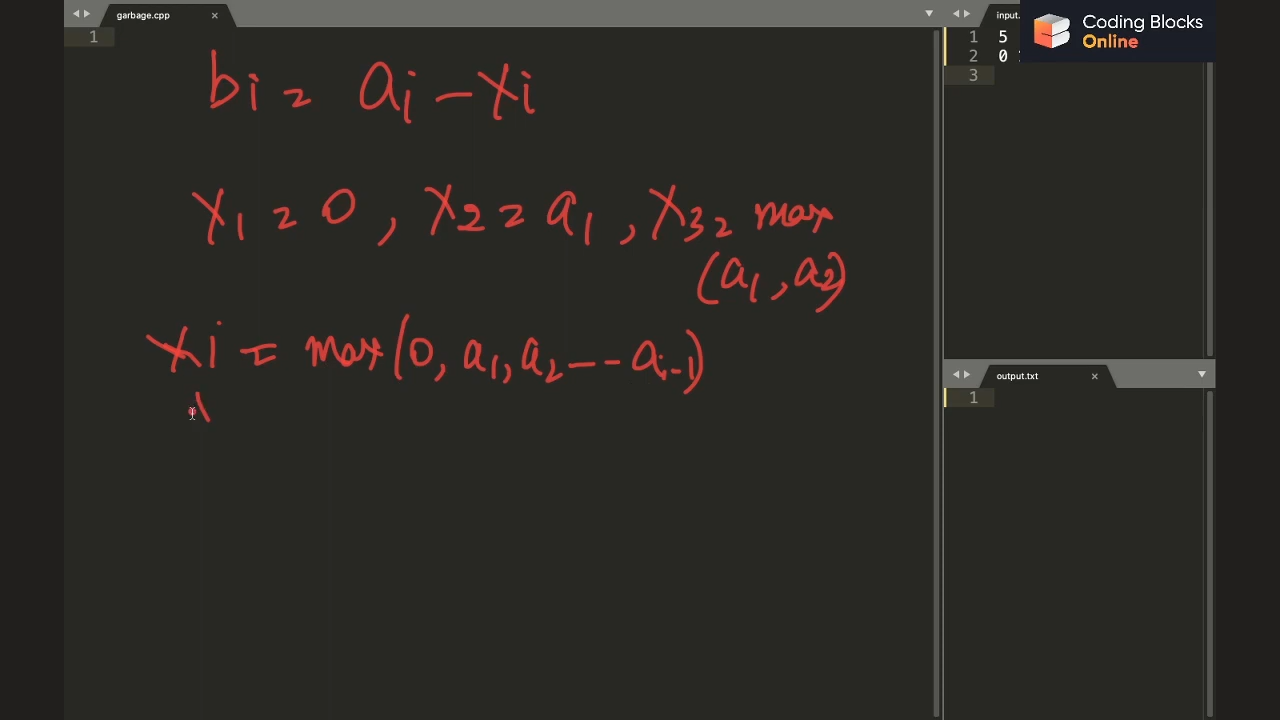 garbage.cpp
input.
Coding Blocks
Online
1
1 5
2 0
3
bi = ai - xi
x1 = 0, x2 = a1, x3 = max
(a1, a2)
xi = max(0, a1, a2 --- ai-1)
output.txt
1